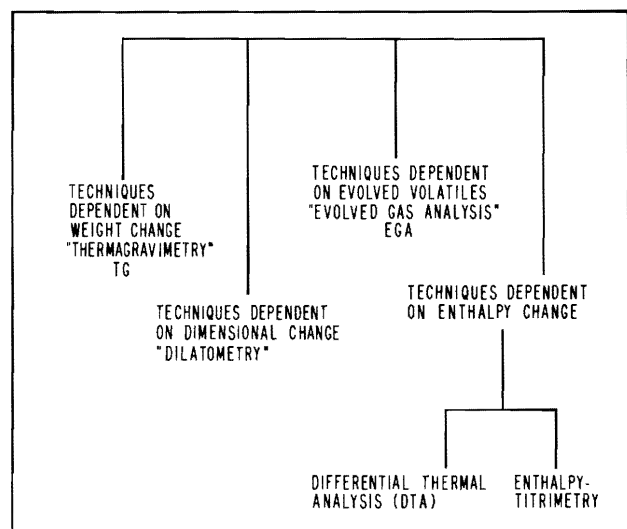 TECHNIQUES
DEPENDENT ON
WEIGHT CHANGE
"THERMAGRAVIMETRY"
TG
TECHNIQUES DEPENDENT
ON DIMENSIONAL CHANGE
"DILATOMETRY"
TECHNIQUES DEPENDENT
ON EVOLVED VOLATILES
"EVOLVED GAS ANALYSIS"
EGA
TECHNIQUES DEPENDENT
ON ENTHALPY CHANGE
DIFFERENTIAL THERMAL
ANALYSIS (DTA)
ENTHALPY-
TITRIMETRY